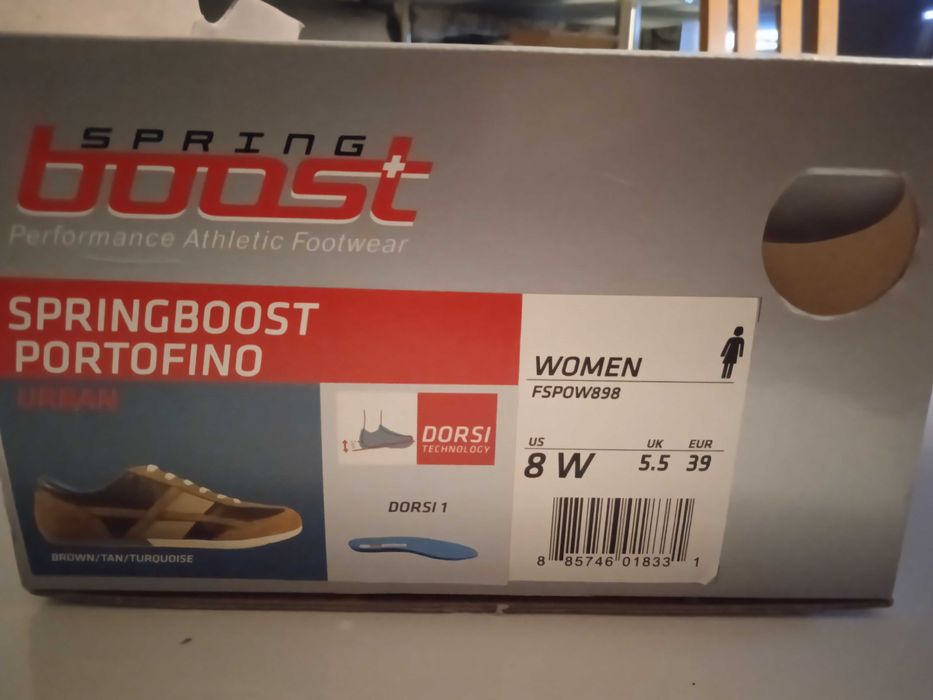 SPRING
boost
Performance Athletic Footwear
SPRINGBOOST
PORTOFINO
URBAN
BROWN/TAN/TURQUOISE
DORSI
TECHNOLOGY
DORSI 1
WOMEN
FSPOW898
US UK EUR
8 W 5.5 39
8 85746 01833 1